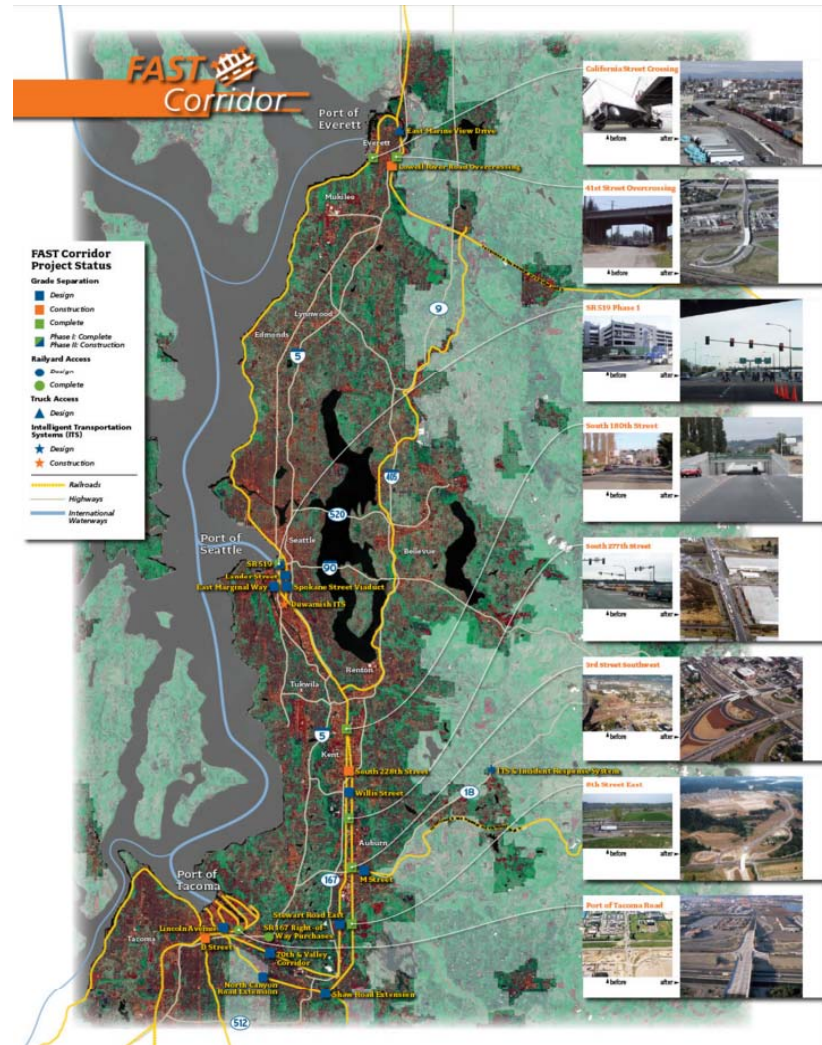 FAST
Corridor
Port of
Everett
East Marine View Drive
Everett
Lowell River Road Overcrossing
Mukilteo
9
Lynnwood
Edmonds
5
405
520
Port of
Seattle
Seattle
Bellevue
SR 519
90
Lander Street
East Marginal Way
Spokane Street Viaduct
Duwamish ITS
Renton
Tukwila
5
Kent
South 228th Street
ITS & Incident Response System
Willis Street
18
Auburn
Port of
Tacoma
167
M Street
Stewart Road East
Lincoln Avenue
SR 167 Right-of-
Way Purchases
Tacoma
D Street
70th & Valley
Corridor
North Canyon
Road Extension
Shaw Road Extension
512
FAST Corridor
Project Status
Grade Separation
Design
Construction
Complete
Phase I: Complete
Phase II: Construction
Railyard Access
Design
Complete
Truck Access
Design
Intelligent Transportation
Systems (ITS)
Design
Construction
Railroads
Highways
International
Waterways
California Street Crossing
before after
41st Street Overcrossing
before after
SR 519 Phase 1
before after
South 180th Street
before after
South 277th Street
before after
3rd Street Southwest
before after
8th Street East
before after
Port of Tacoma Road
before after